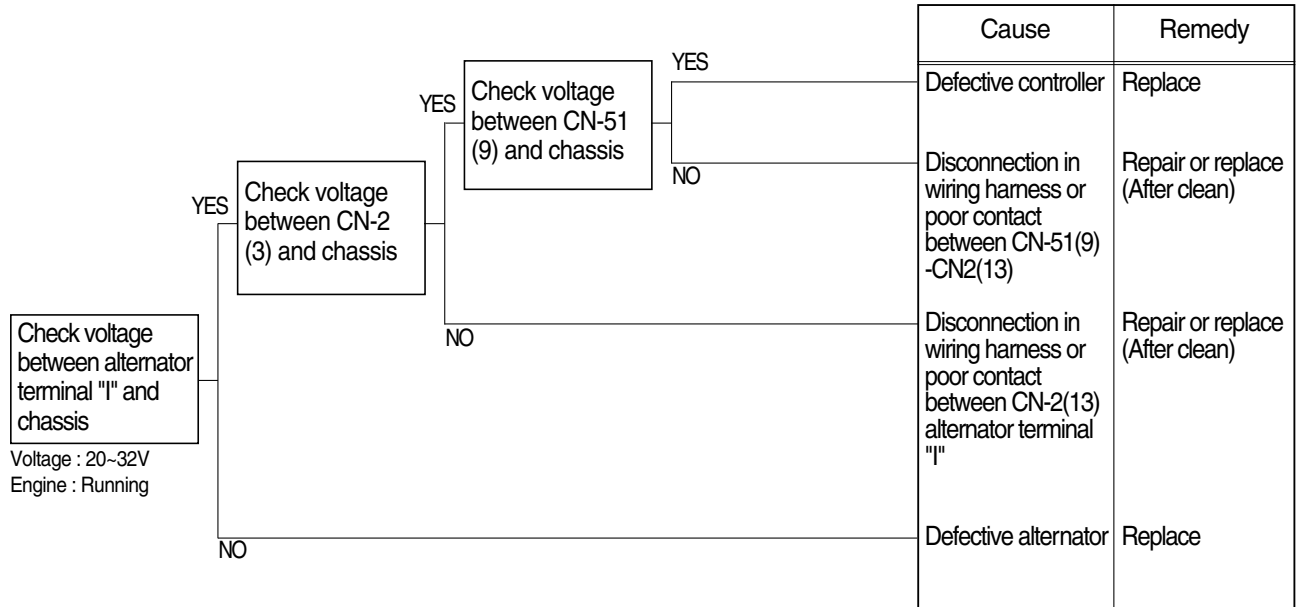 Cause
Remedy
YES
Check voltage
between CN-51
(9) and chassis
YES
Defective controller
Replace
NO
Disconnection in
wiring harness or
poor contact
between CN-51(9)
-CN2(13)
Repair or replace
(After clean)
Check voltage
between CN-2
(3) and chassis
YES
NO
Disconnection in
wiring harness or
poor contact
between CN-2(13)
alternator terminal
"I"
Repair or replace
(After clean)
Check voltage
between alternator
terminal "I" and
chassis
Voltage : 20~32V
Engine : Running
NO
Defective alternator
Replace